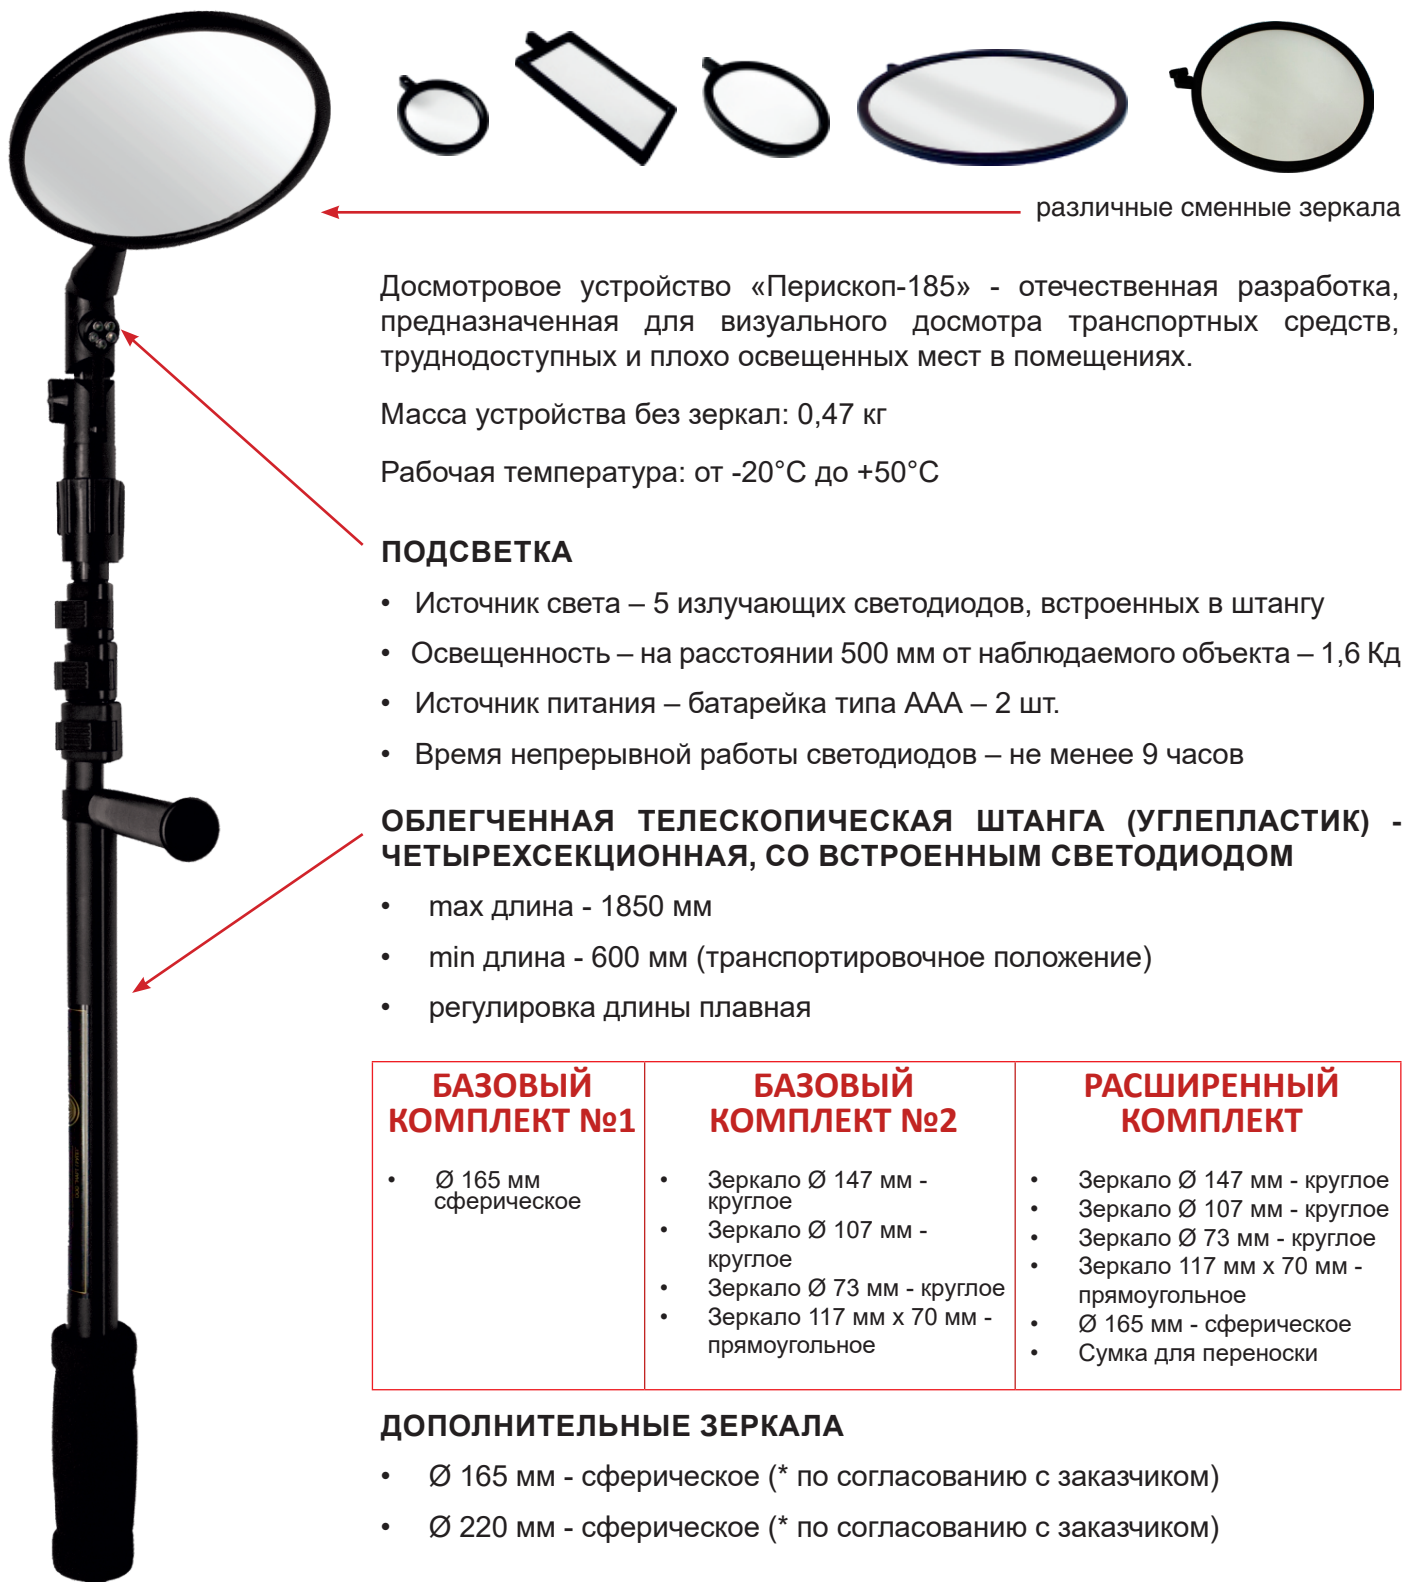 различные сменные зеркала
Досмотровое устройство «Перископ-185» - отечественная разработка,
предназначенная для визуального досмотра транспортных средств,
труднодоступных и плохо освещенных мест в помещениях.
Масса устройства без зеркал: 0,47 кг
Рабочая температура: от -20°С до +50°С
ПОДСВЕТКА
• Источник света – 5 излучающих светодиодов, встроенных в штангу
• Освещенность – на расстоянии 500 мм от наблюдаемого объекта – 1,6 Кд
• Источник питания – батарейка типа ААА – 2 шт.
• Время непрерывной работы светодиодов – не менее 9 часов
ОБЛЕГЧЕННАЯ ТЕЛЕСКОПИЧЕСКАЯ ШТАНГА (УГЛЕПЛАСТИК) -
ЧЕТЫРЕХСЕКЦИОННАЯ, СО ВСТРОЕННЫМ СВЕТОДИОДОМ
• max длина - 1850 мм
• min длина - 600 мм (транспортировочное положение)
• регулировка длины плавная
БАЗОВЫЙ
КОМПЛЕКТ №1
• Ø 165 мм
сферическое
БАЗОВЫЙ
КОМПЛЕКТ №2
• Зеркало Ø 147 мм -
круглое
• Зеркало Ø 107 мм -
круглое
• Зеркало Ø 73 мм - круглое
• Зеркало 117 мм х 70 мм -
прямоугольное
РАСШИРЕННЫЙ
КОМПЛЕКТ
• Зеркало Ø 147 мм - круглое
• Зеркало Ø 107 мм - круглое
• Зеркало Ø 73 мм - круглое
• Зеркало 117 мм х 70 мм -
прямоугольное
• Ø 165 мм - сферическое
• Сумка для переноски
ДОПОЛНИТЕЛЬНЫЕ ЗЕРКАЛА
• Ø 165 мм - сферическое (* по согласованию с заказчиком)
• Ø 220 мм - сферическое (* по согласованию с заказчиком)